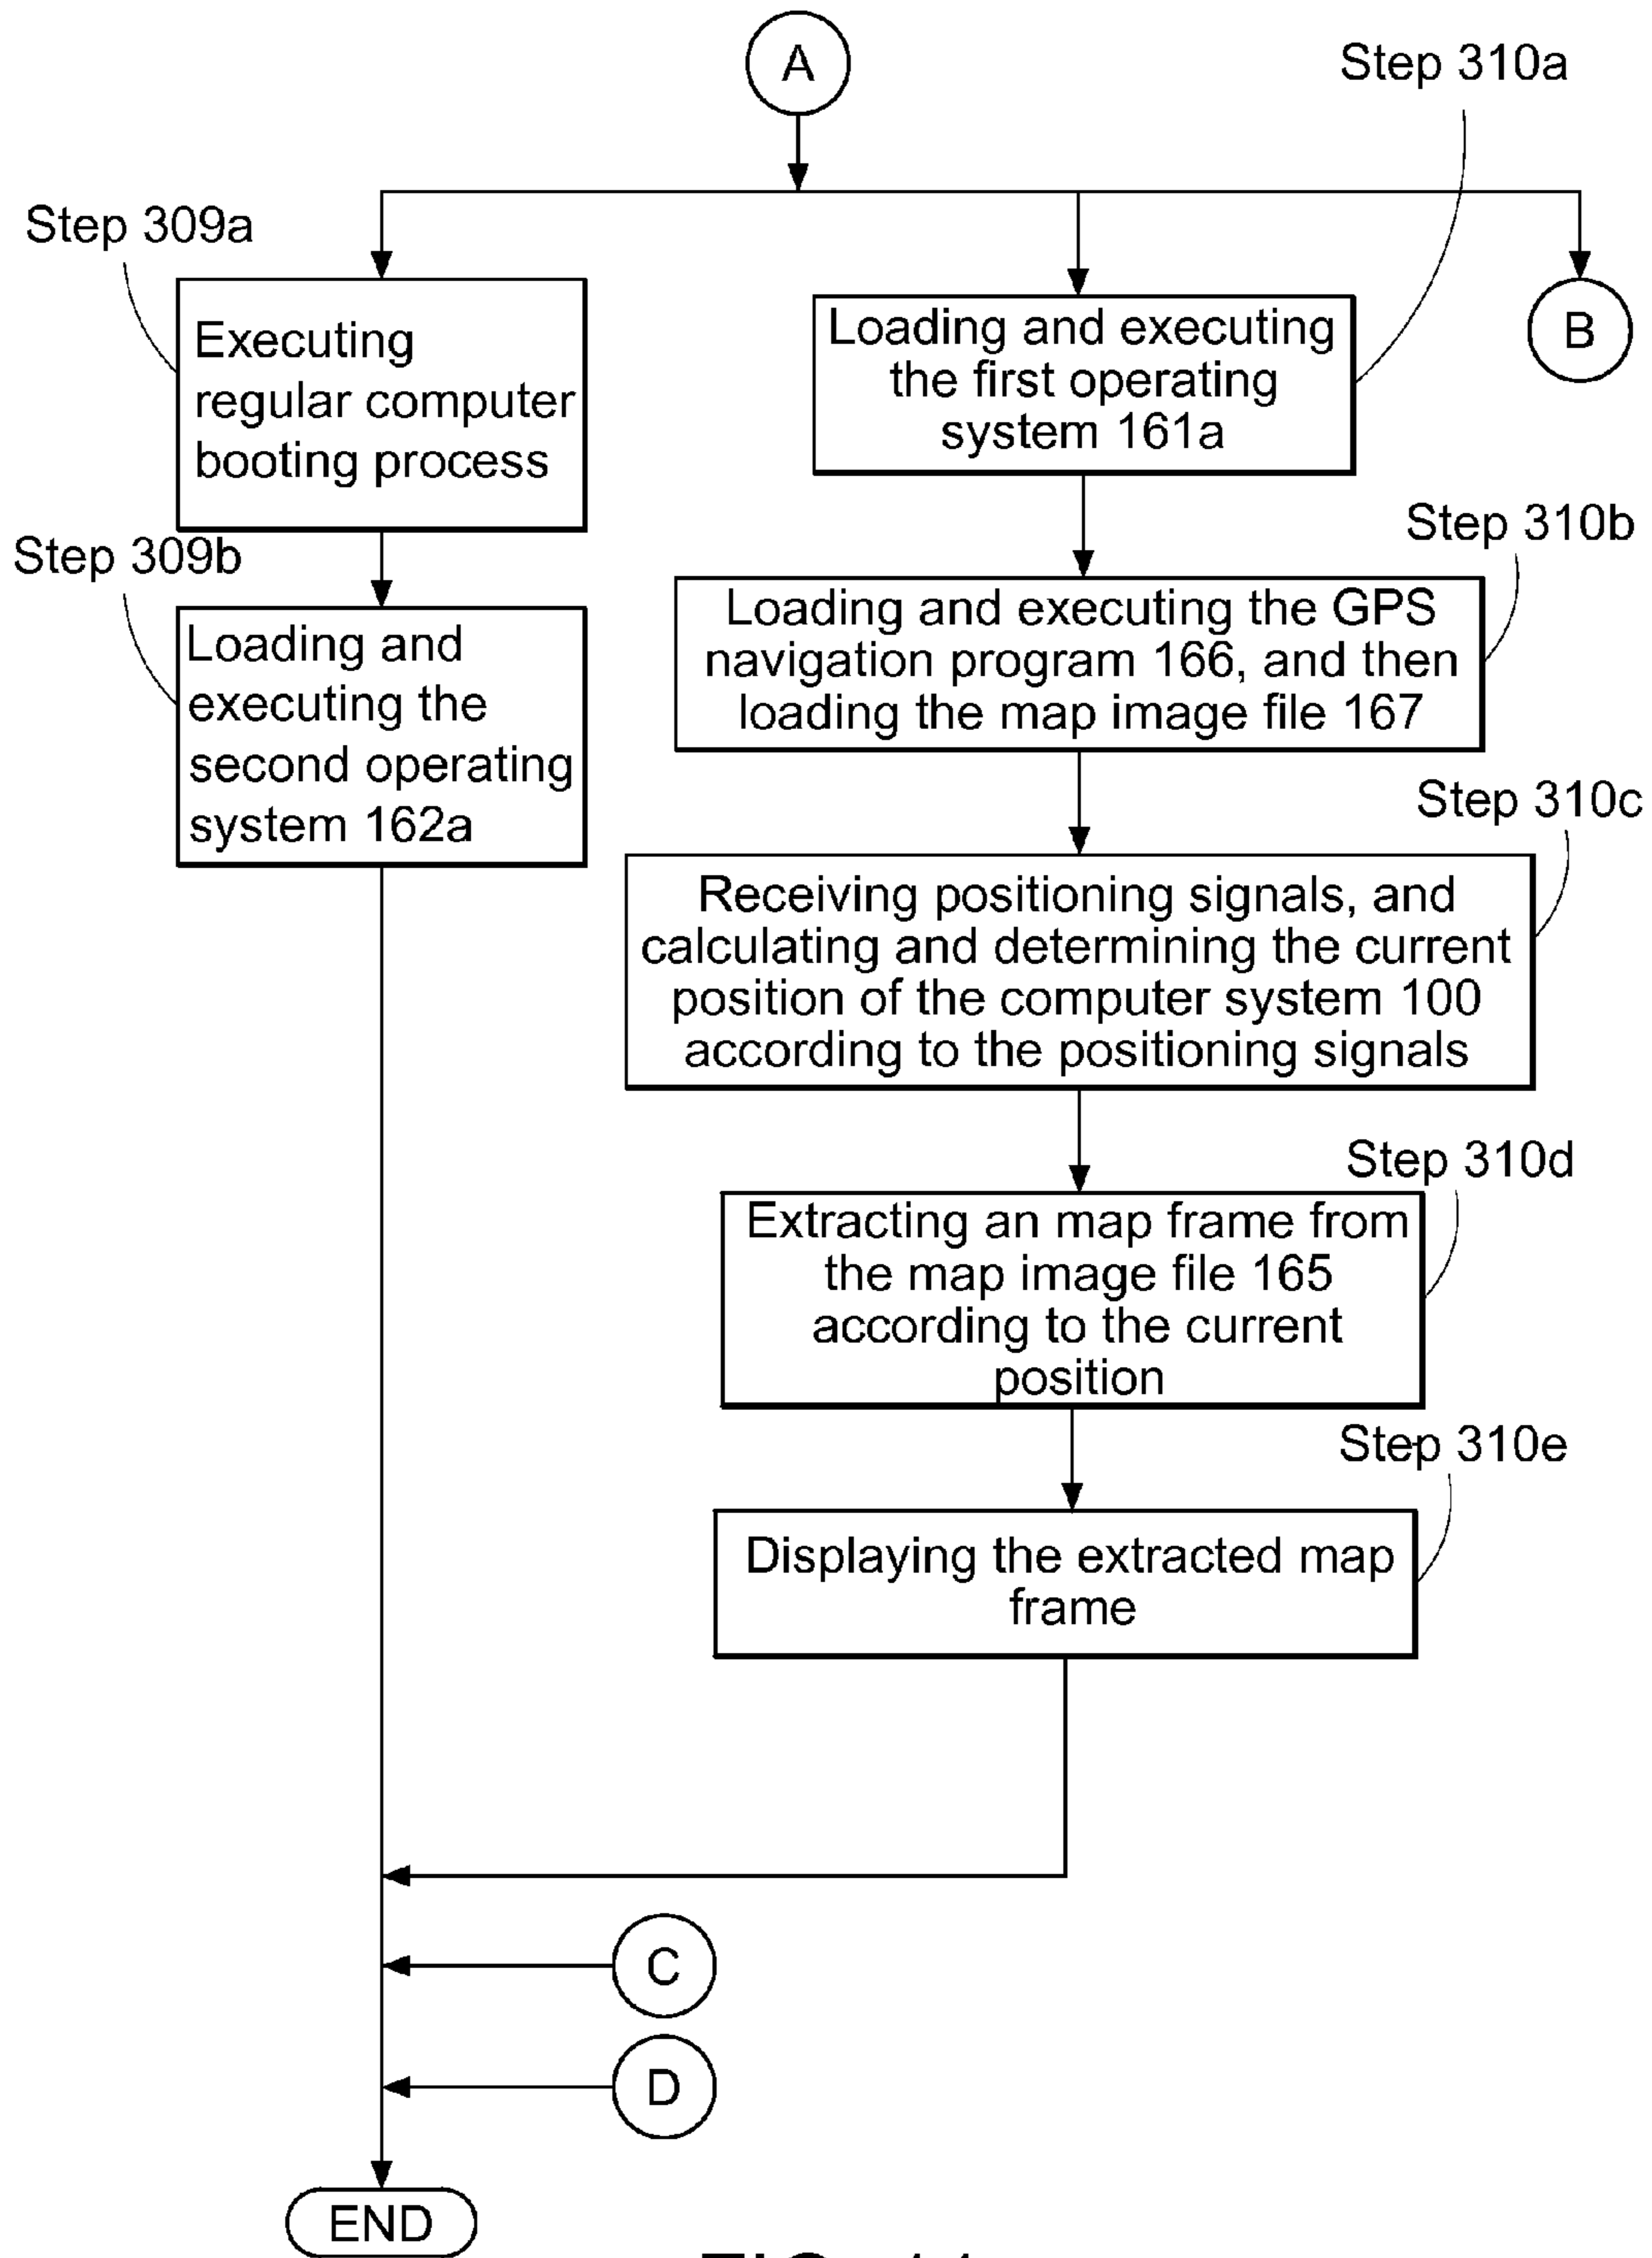 A
Step 310a
Step 309a
Executing
regular computer
booting process
Loading and executing
the first operating
system 161a
B
Step 310b
Step 309b
Loading and
executing the
second operating
system 162a
Loading and executing the GPS
navigation program 166, and then
loading the map image file 167
Step 310c
Receiving positioning signals, and
calculating and determining the current
position of the computer system 100
according to the positioning signals
Step 310d
Extracting an map frame from
the map image file 165
according to the current
position
Step 310e
Displaying the extracted map
frame
C
D
END